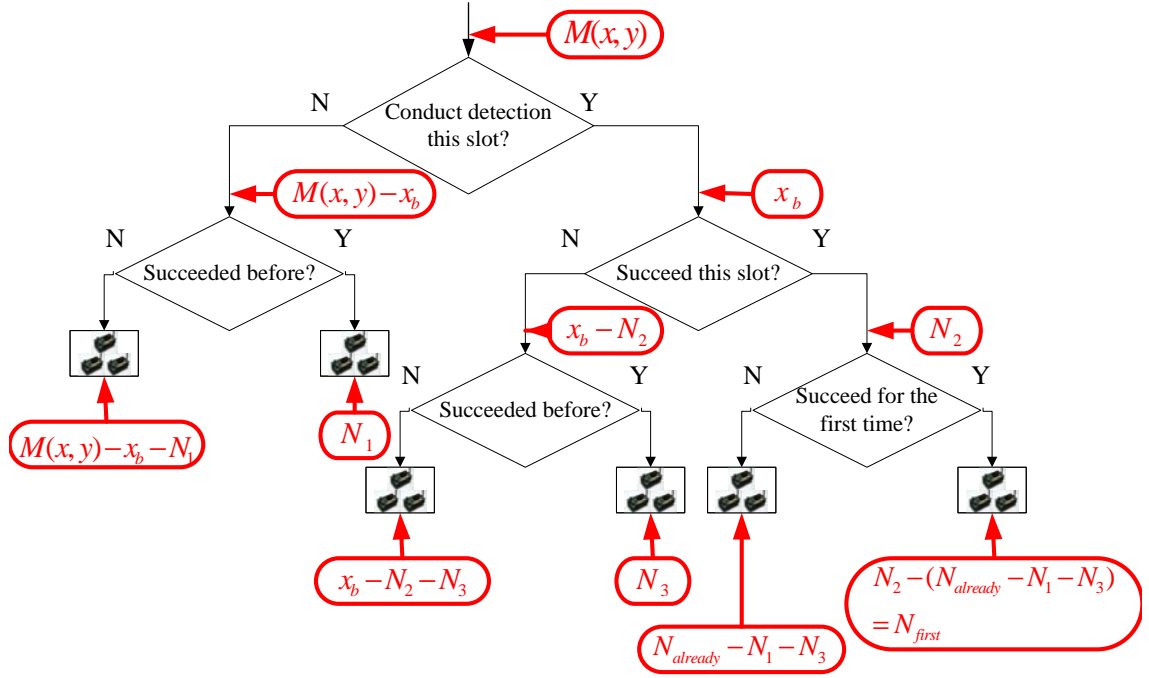 M(x, y)
N
Y
Conduct detection
this slot?
M(x, y) − x_b
x_b
N
Y
N
Y
Succeeded before?
Succeed this slot?
x_b − N_2
N_2
N
Y
N
Y
Succeeded before?
Succeed for the
first time?
N_1
M(x, y) − x_b − N_1
x_b − N_2 − N_3
N_3
N_2 − (N_already − N_1 − N_3)
= N_first
N_already − N_1 − N_3